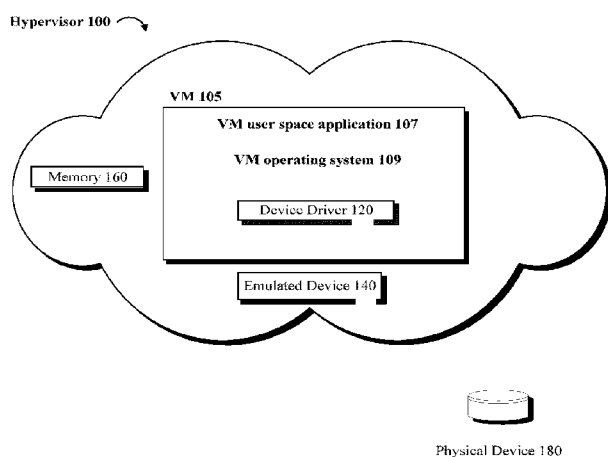 Hypervisor 100
VM 105
VM user space application 107
VM operating system 109
Memory 160
Device Driver 120
Emulated Device 140
Physical Device 180